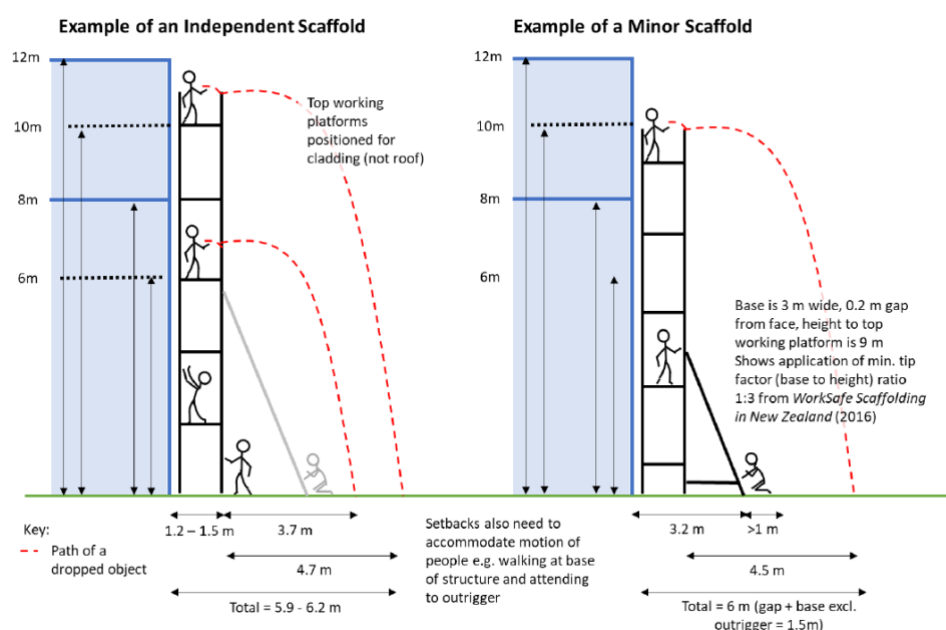 Example of an Independent Scaffold
12m
10m
8m
6m
Top working
platforms
positioned for
cladding (not roof)
Key:
Path of a
dropped object
1.2 – 1.5 m
3.7 m
4.7 m
Total = 5.9 - 6.2 m
Setbacks also need to
accommodate motion of
people e.g. walking at base
of structure and attending
to outrigger
Example of a Minor Scaffold
12m
10m
8m
6m
Base is 3 m wide, 0.2 m gap
from face, height to top
working platform is 9 m
Shows application of min. tip
factor (base to height) ratio
1:3 from WorkSafe Scaffolding
in New Zealand (2016)
3.2 m
>1 m
4.5 m
Total = 6 m (gap + base excl.
outrigger = 1.5m)